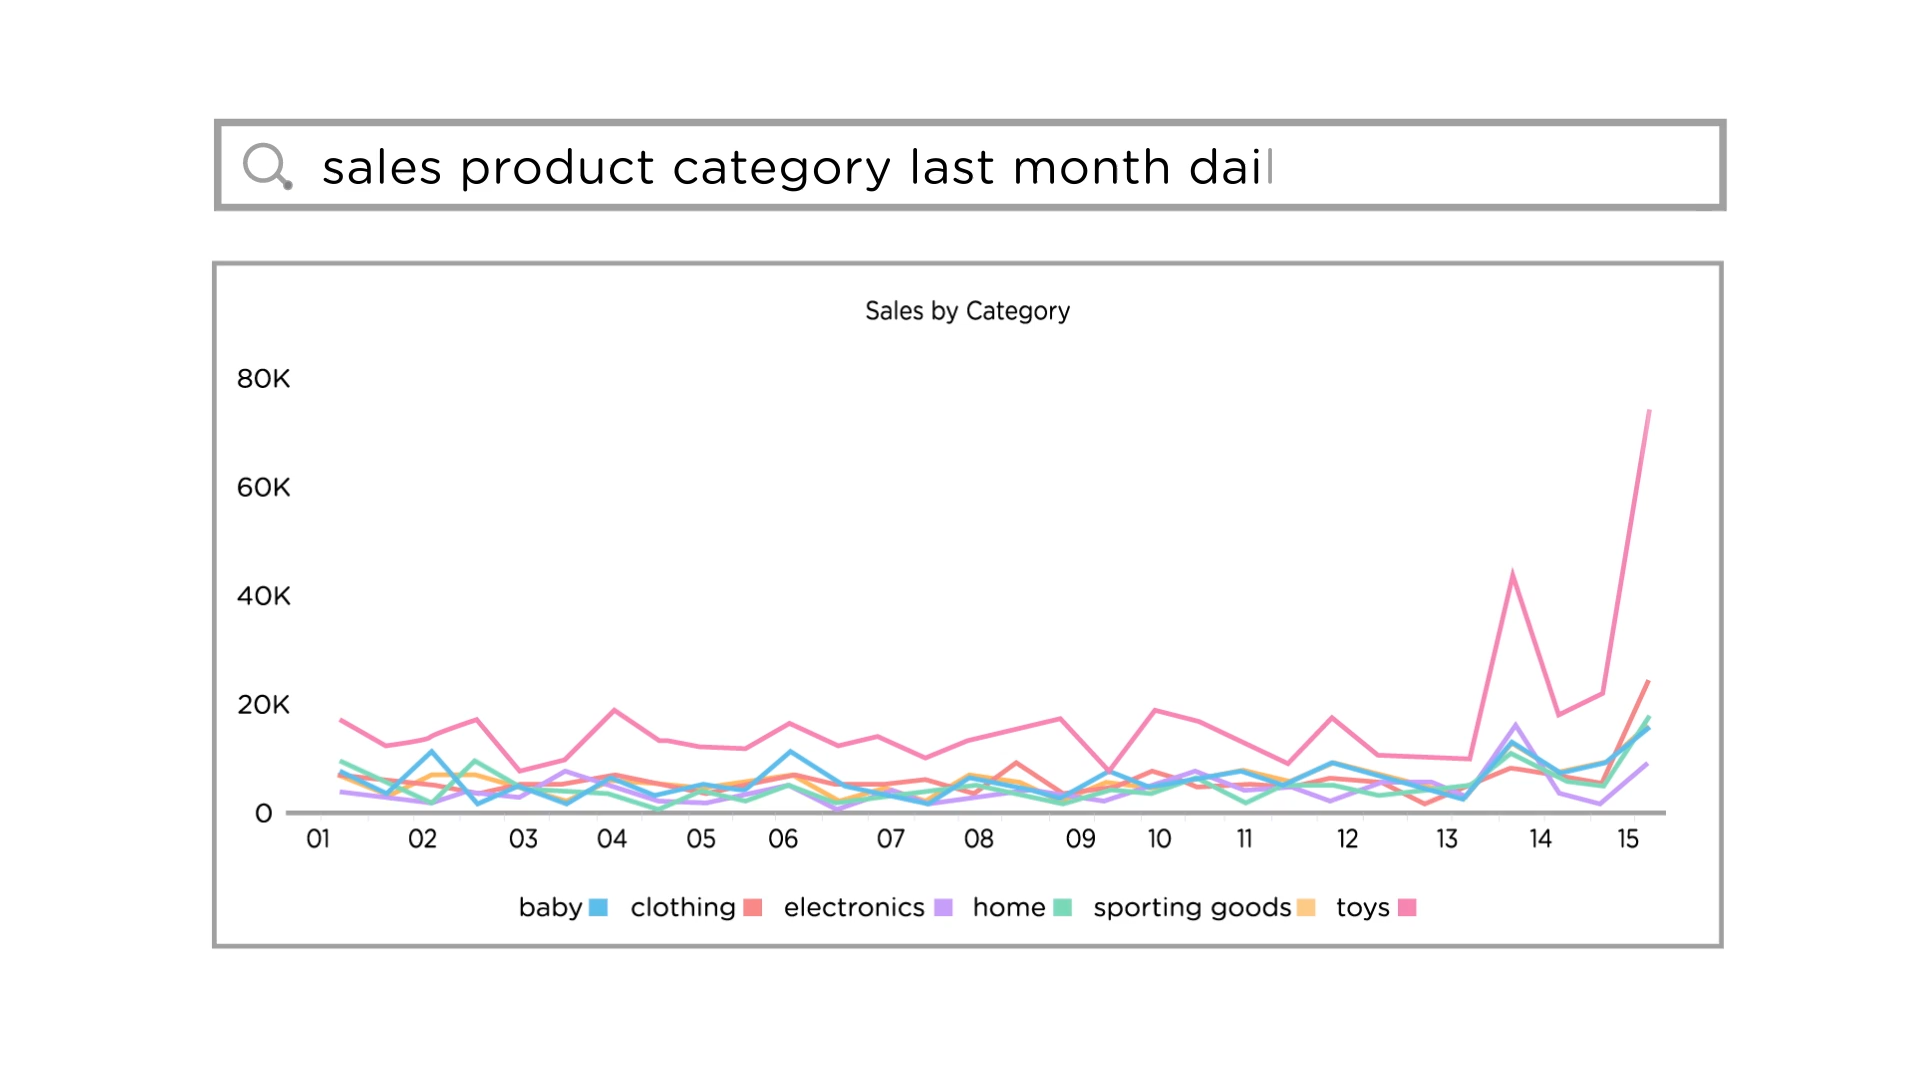 sales product category last month dail
Sales by Category
80K
60K
40K
20K
0
01 02 03 04 05 06 07 08 09 10 11 12 13 14 15
baby clothing electronics home sporting goods toys